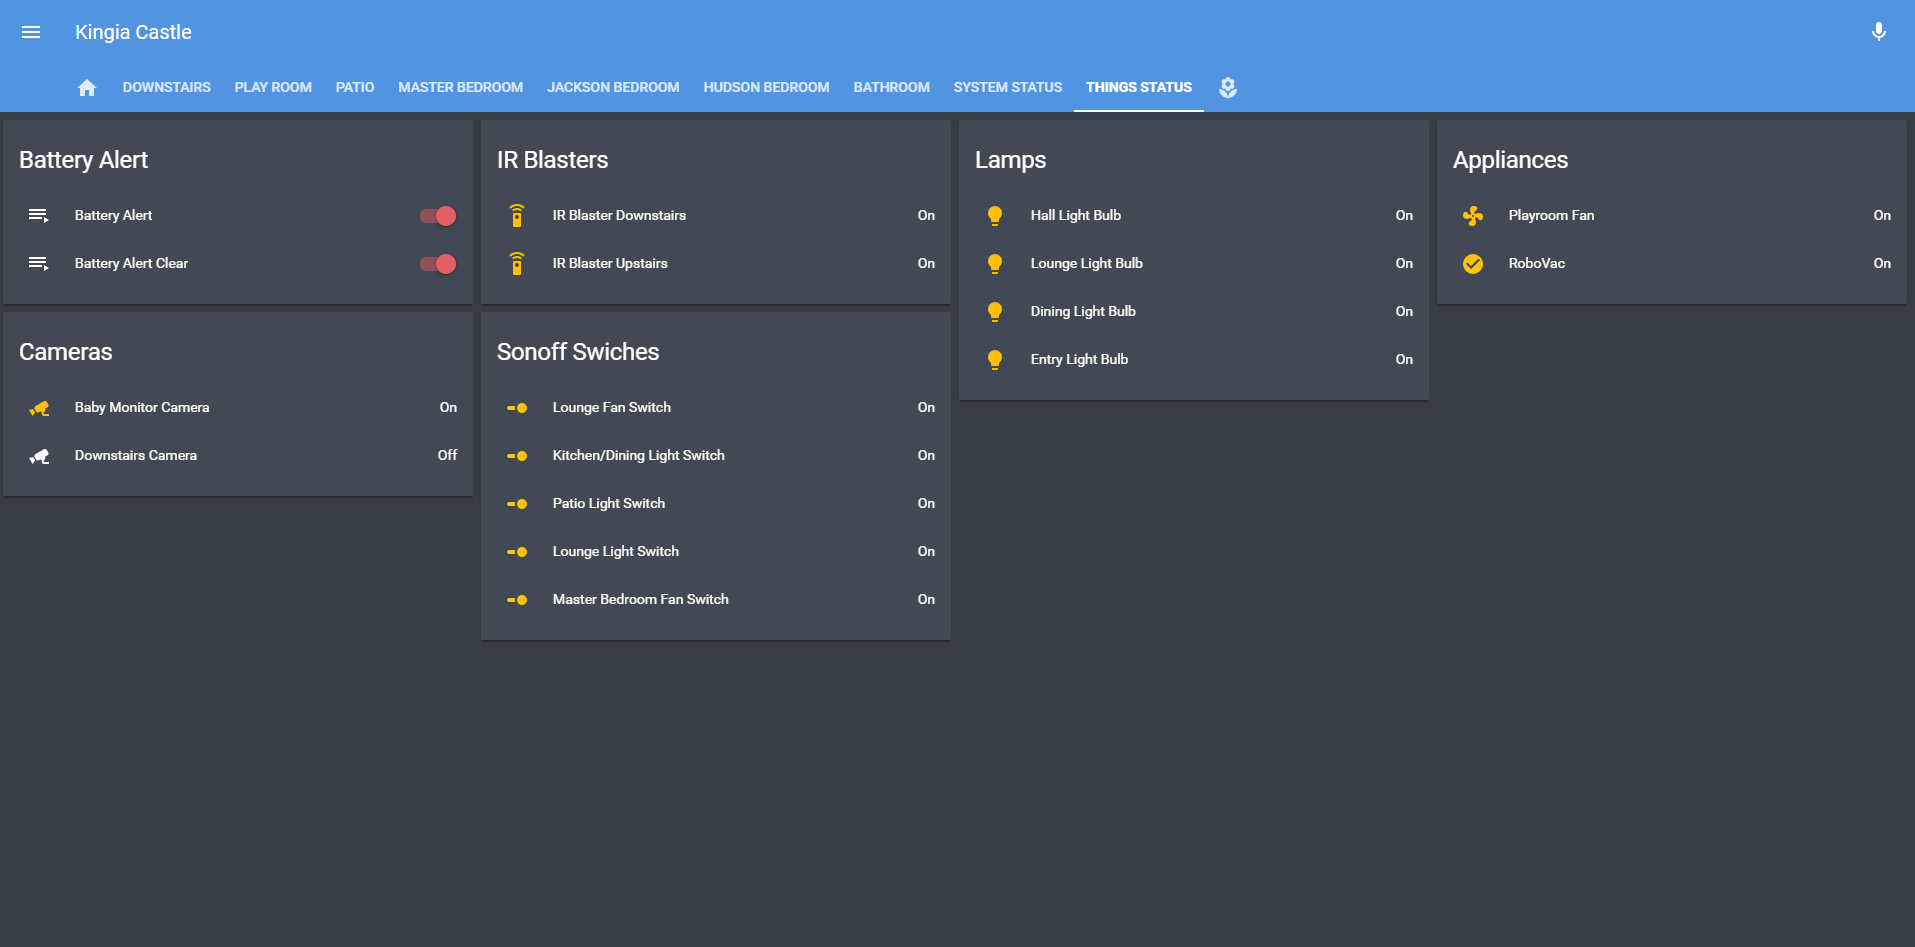 Kingia Castle
DOWNSTAIRS PLAY ROOM PATIO MASTER BEDROOM JACKSON BEDROOM HUDSON BEDROOM BATHROOM SYSTEM STATUS THINGS STATUS
Battery Alert
Battery Alert
Battery Alert Clear
Cameras
Baby Monitor Camera On
Downstairs Camera Off
IR Blasters
IR Blaster Downstairs On
IR Blaster Upstairs On
Sonoff Swiches
Lounge Fan Switch On
Kitchen/Dining Light Switch On
Patio Light Switch On
Lounge Light Switch On
Master Bedroom Fan Switch On
Lamps
Hall Light Bulb On
Lounge Light Bulb On
Dining Light Bulb On
Entry Light Bulb On
Appliances
Playroom Fan On
RoboVac On